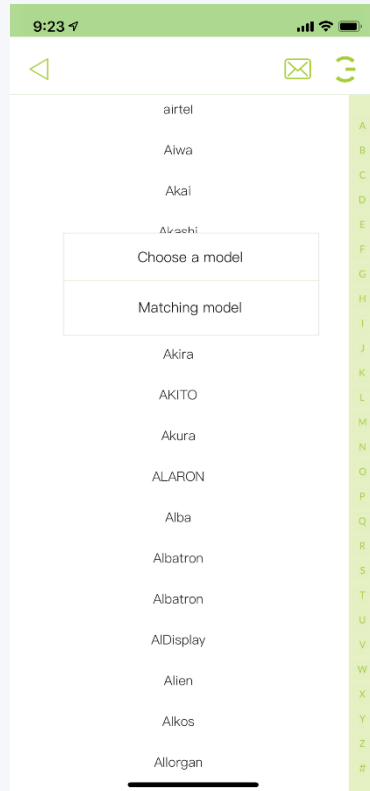 9:23
airtel
Aiwa
Akai
Akashi
Choose a model
Matching model
Akira
AKITO
Akura
ALARON
Alba
Albatron
Albatron
AlDisplay
Alien
Alkos
Allorgan
A
B
C
D
E
F
G
H
I
J
K
L
M
N
O
P
Q
R
S
T
U
V
W
X
Y
Z
#